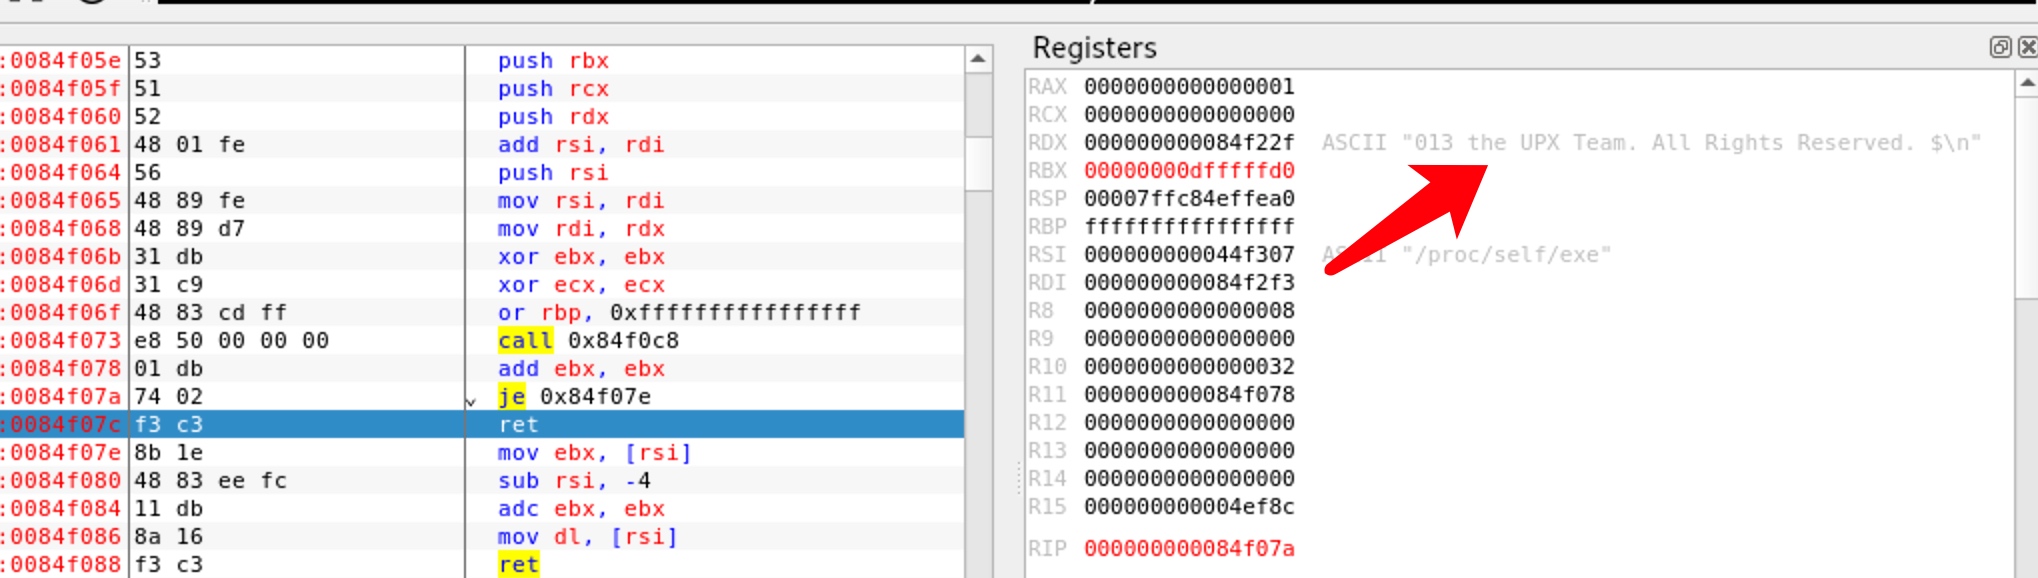 Registers
:0084f05e 53 push rbx
:0084f05f 51 push rcx
:0084f060 52 push rdx
:0084f061 48 01 fe add rsi, rdi
:0084f064 56 push rsi
:0084f065 48 89 fe mov rsi, rdi
:0084f068 48 89 d7 mov rdi, rdx
:0084f06b 31 db xor ebx, ebx
:0084f06d 31 c9 xor ecx, ecx
:0084f06f 48 83 cd ff or rbp, 0xffffffffffffffff
:0084f073 e8 50 00 00 00 call 0x84f0c8
:0084f078 01 db add ebx, ebx
:0084f07a 74 02 je 0x84f07e
:0084f07c f3 c3 ret
:0084f07e 8b 1e mov ebx, [rsi]
:0084f080 48 83 ee fc sub rsi, -4
:0084f084 11 db adc ebx, ebx
:0084f086 8a 16 mov dl, [rsi]
:0084f088 f3 c3 ret
RAX 0000000000000001
RCX 0000000000000000
RDX 000000000084f22f ASCII "013 the UPX Team. All Rights Reserved. $\n"
RBX 00000000dfffffd0
RSP 00007ffc84effea0
RBP ffffffffffffffff
RSI 000000000044f307 ASCII "/proc/self/exe"
RDI 000000000084f2f3
R8 0000000000000008
R9 0000000000000000
R10 0000000000000032
R11 000000000084f078
R12 0000000000000000
R13 0000000000000000
R14 0000000000000000
R15 000000000004ef8c
RIP 000000000084f07a